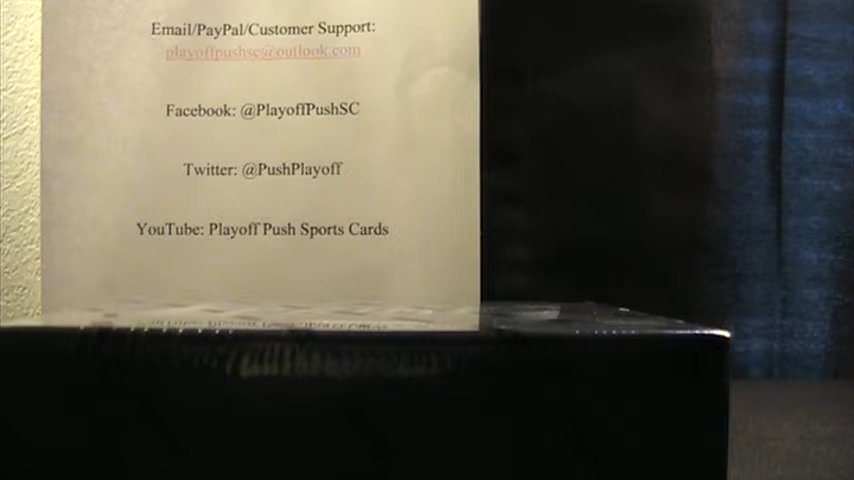 Email/PayPal/Customer Support:
playoffpushsc@outlook.com
Facebook: @PlayoffPushSC
Twitter: @PushPlayoff
YouTube: Playoff Push Sports Cards